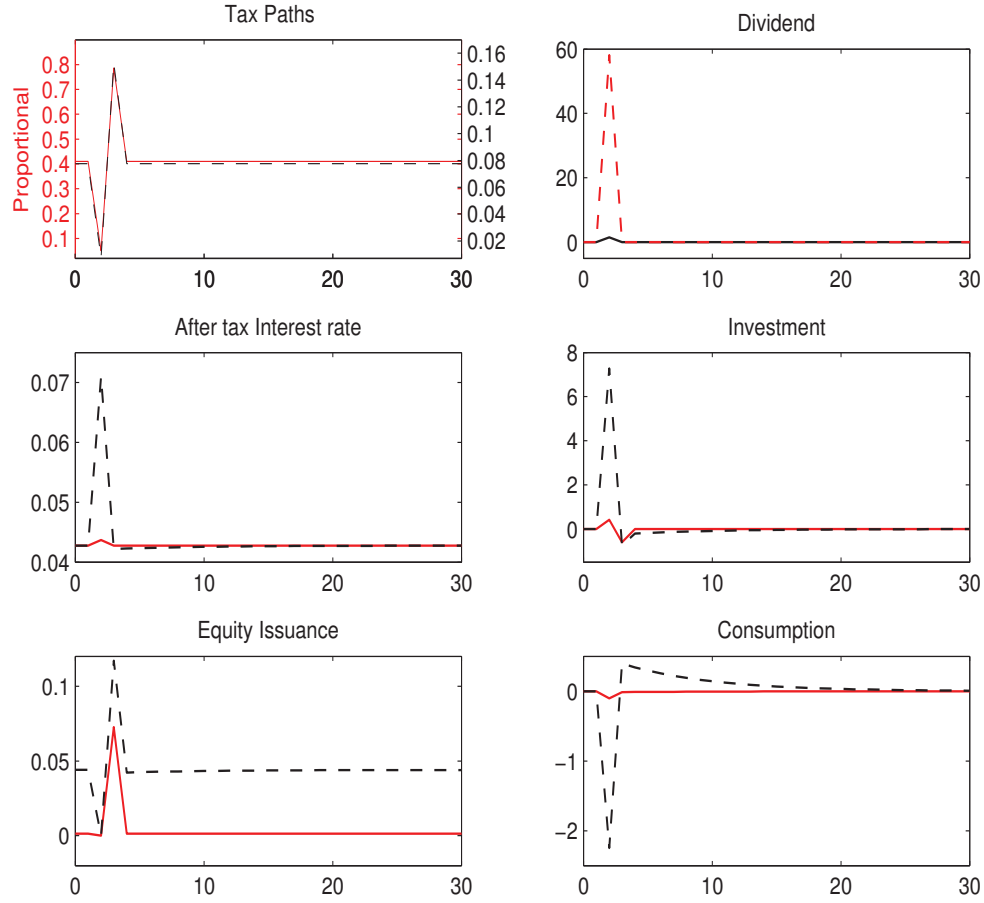 Tax Paths
Proportional
0.8
0.7
0.6
0.5
0.4
0.3
0.2
0.1
0.16
0.14
0.12
0.1
0.08
0.06
0.04
0.02
0 10 20 30
Dividend
60
40
20
0
0 10 20 30
After tax Interest rate
0.07
0.06
0.05
0.04
0 10 20 30
Investment
8
6
4
2
0
0 10 20 30
Equity Issuance
0.1
0.05
0
0 10 20 30
Consumption
0
−1
−2
0 10 20 30